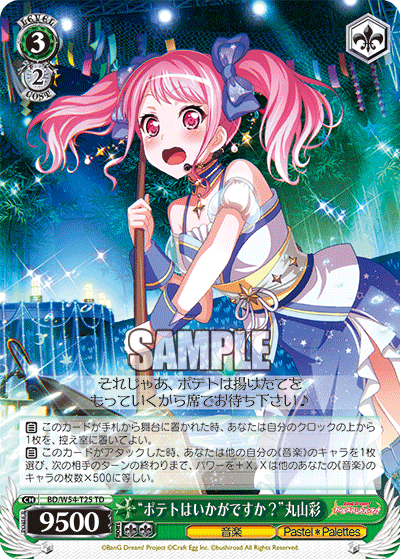 LEVEL
3
2
COST
SAMPLE
それじゃあ、ポテトは揚げたてを
もっていくから席でお待ち下さい♪
自 このカードが手札から舞台に置かれた時、あなたは自分のクロックの上から
1枚を、控え室に置いてよい。
自 このカードがアタックした時、あなたは他の自分の《音楽》のキャラを1枚
選び、次の相手のターンの終わりまで、パワーを+X。Xは他のあなたの《音楽》の
キャラの枚数×500に等しい。
CH BD/W54-T25 TD
9500
“ポテトはいかがですか?”丸山彩
音楽
Pastel*Palettes
©BanG Dream! Project ©Craft Egg Inc. ©bushiroad All Rights Reserved.